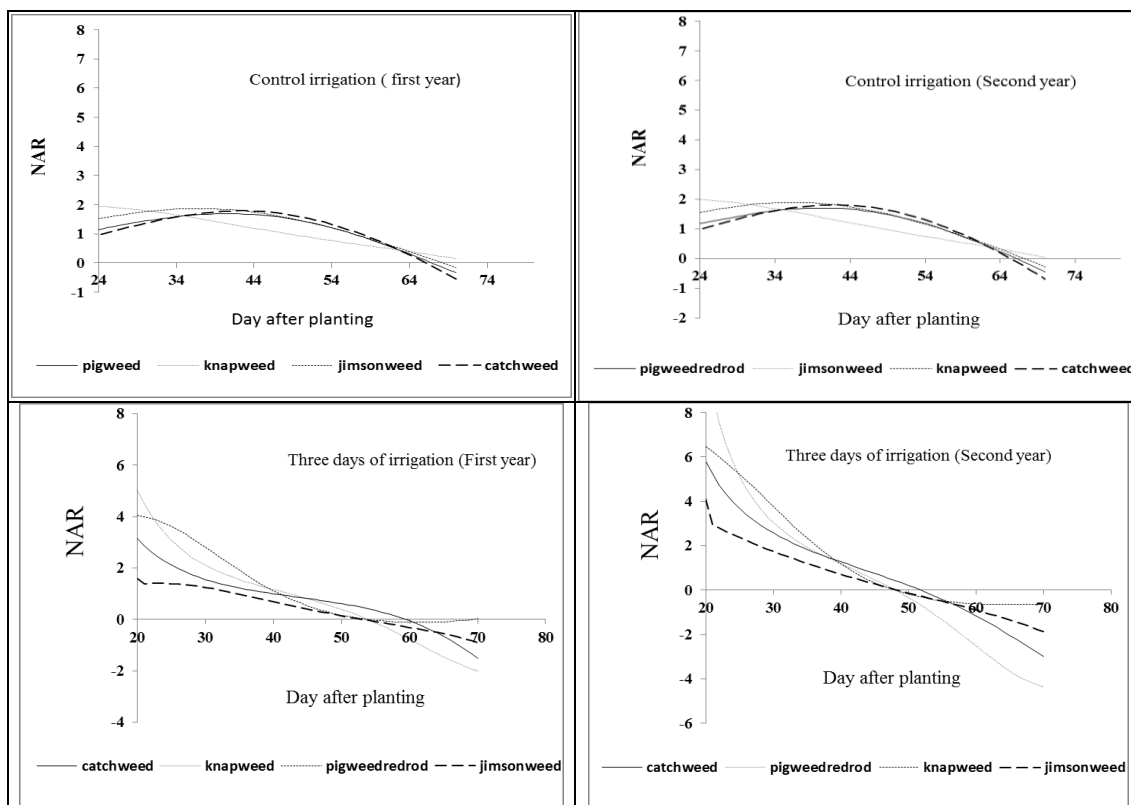 8
7
6
5
4
3
2
1
0
-1
NAR
Control irrigation ( first year)
24 34 44 54 64 74
Day after planting
pigweed knapweed jimsonweed catchweed
8
7
6
5
4
3
2
1
0
-1
-2
NAR
Control irrigation (Second year)
24 34 44 54 64 74
Day after planting
pigweedredrod jimsonweed knapweed catchweed
8
6
4
2
0
-2
-4
NAR
Three days of irrigation (First year)
20 30 40 50 60 70 80
Day after planting
catchweed knapweed pigweedredrod jimsonweed
8
6
4
2
0
-2
-4
-6
NAR
Three days of irrigation (Second year)
20 30 40 50 60 70 80
Day after planting
catchweed pigweedredrod knapweed jimsonweed